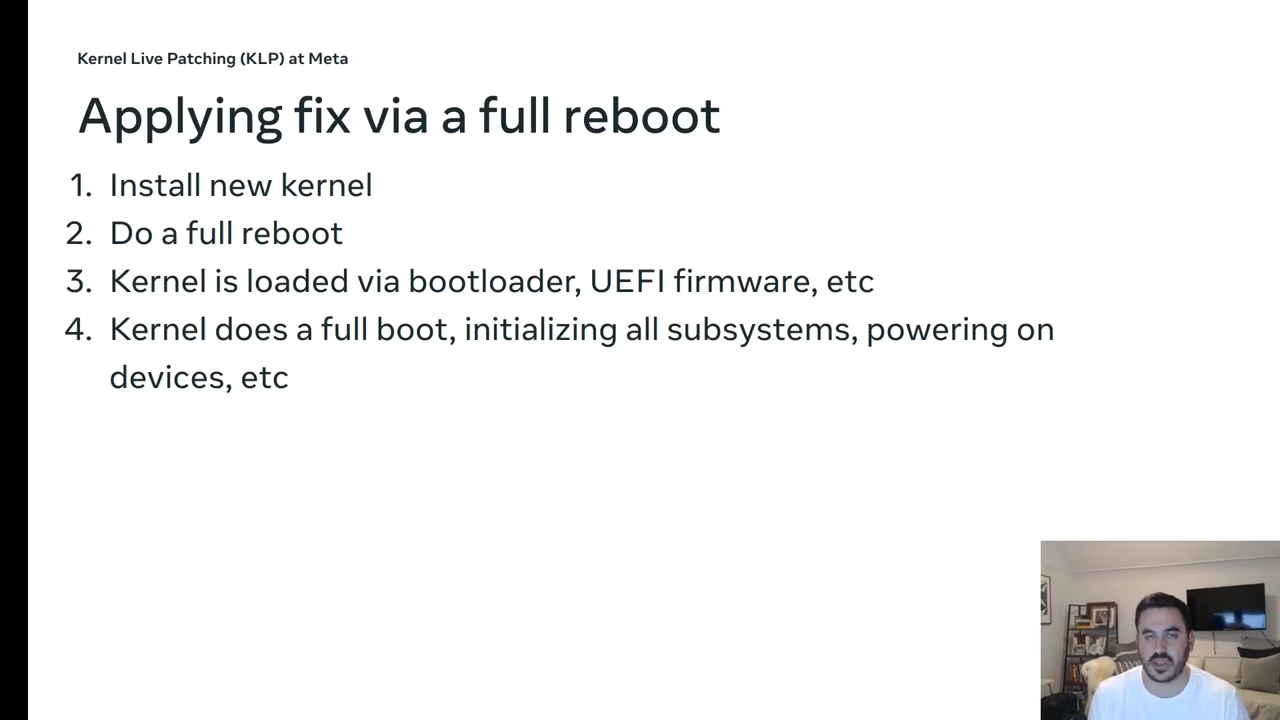 Kernel Live Patching (KLP) at Meta
Applying fix via a full reboot
1. Install new kernel
2. Do a full reboot
3. Kernel is loaded via bootloader, UEFI firmware, etc
4. Kernel does a full boot, initializing all subsystems, powering on
devices, etc